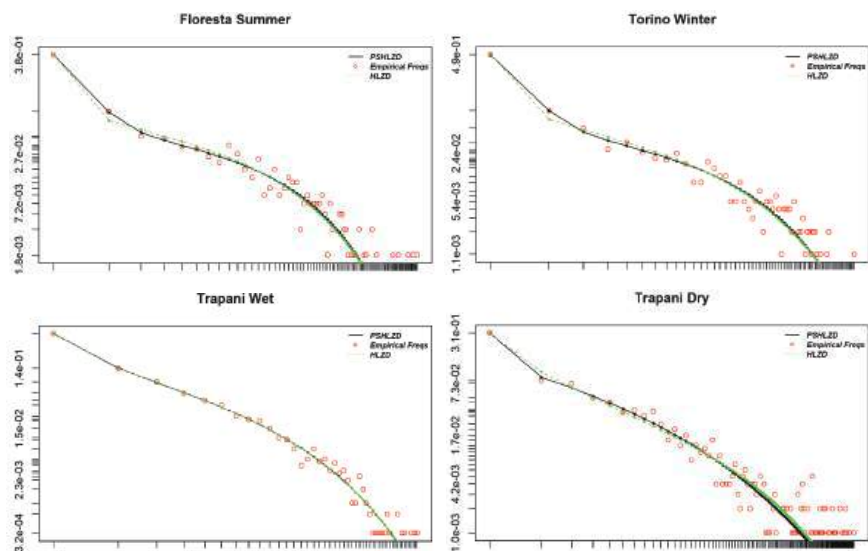 Floresta Summer
3.8e-01
2.7e-02
7.2e-03
1.8e-03
PSHLZD
Empirical Freqs
HLZD
Torino Winter
4.9e-01
2.4e-02
5.4e-03
1.1e-03
PSHLZD
Empirical Freqs
HLZD
Trapani Wet
1.4e-01
1.5e-02
2.3e-03
3.2e-04
PSHLZD
Empirical Freqs
HLZD
Trapani Dry
3.1e-01
7.3e-02
1.7e-02
4.2e-03
1.0e-03
PSHLZD
Empirical Freqs
HLZD